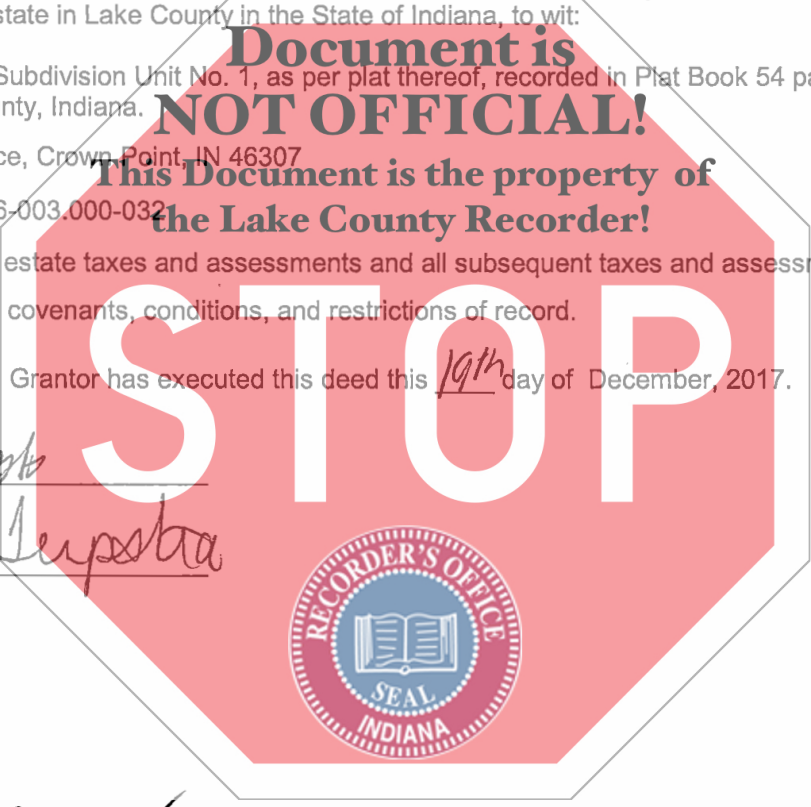 state in Lake County in the State of Indiana, to wit:
Document is
Subdivision Unit No. 1, as per plat thereof, recorded in Plat Book 54 pa
nty, Indiana.
NOT OFFICIAL!
ce, Crown Point, IN 46307
This Document is the property of
6-003.000-032
the Lake County Recorder!
estate taxes and assessments and all subsequent taxes and assessm
covenants, conditions, and restrictions of record.
STOP
Grantor has executed this deed this 19th day of December, 2017.
Terpstra
RECORDER'S OFFICE
SEAL
INDIANA